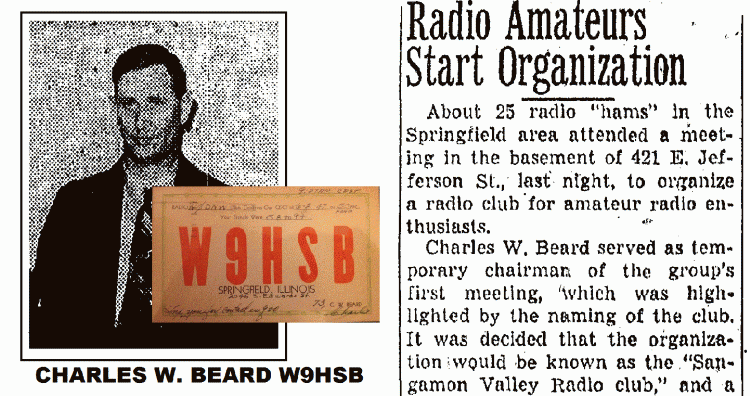 CHARLES W. BEARD W9HSB
W9HSB
SPRINGFIELD, ILLINOIS
73 C. W. BEARD
Radio Amateurs
Start Organization
About 25 radio "hams" in the
Springfield area attended a meet-
ing in the basement of 421 E. Jef-
ferson St., last night, to organize
a radio club for amateur radio en-
thusiasts.
Charles W. Beard served as tem-
porary chairman of the group's
first meeting, which was high-
lighted by the naming of the club.
It was decided that the organiza-
tion would be known as the "San-
gamon Valley Radio club," and a